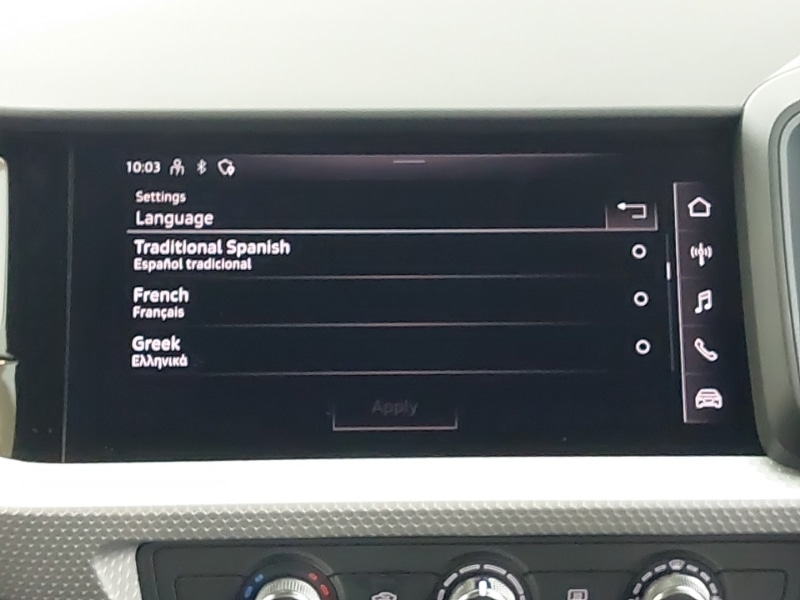 10:03
Settings
Language
Traditional Spanish
Español tradicional
French
Français
Greek
Ελληνικά
Apply